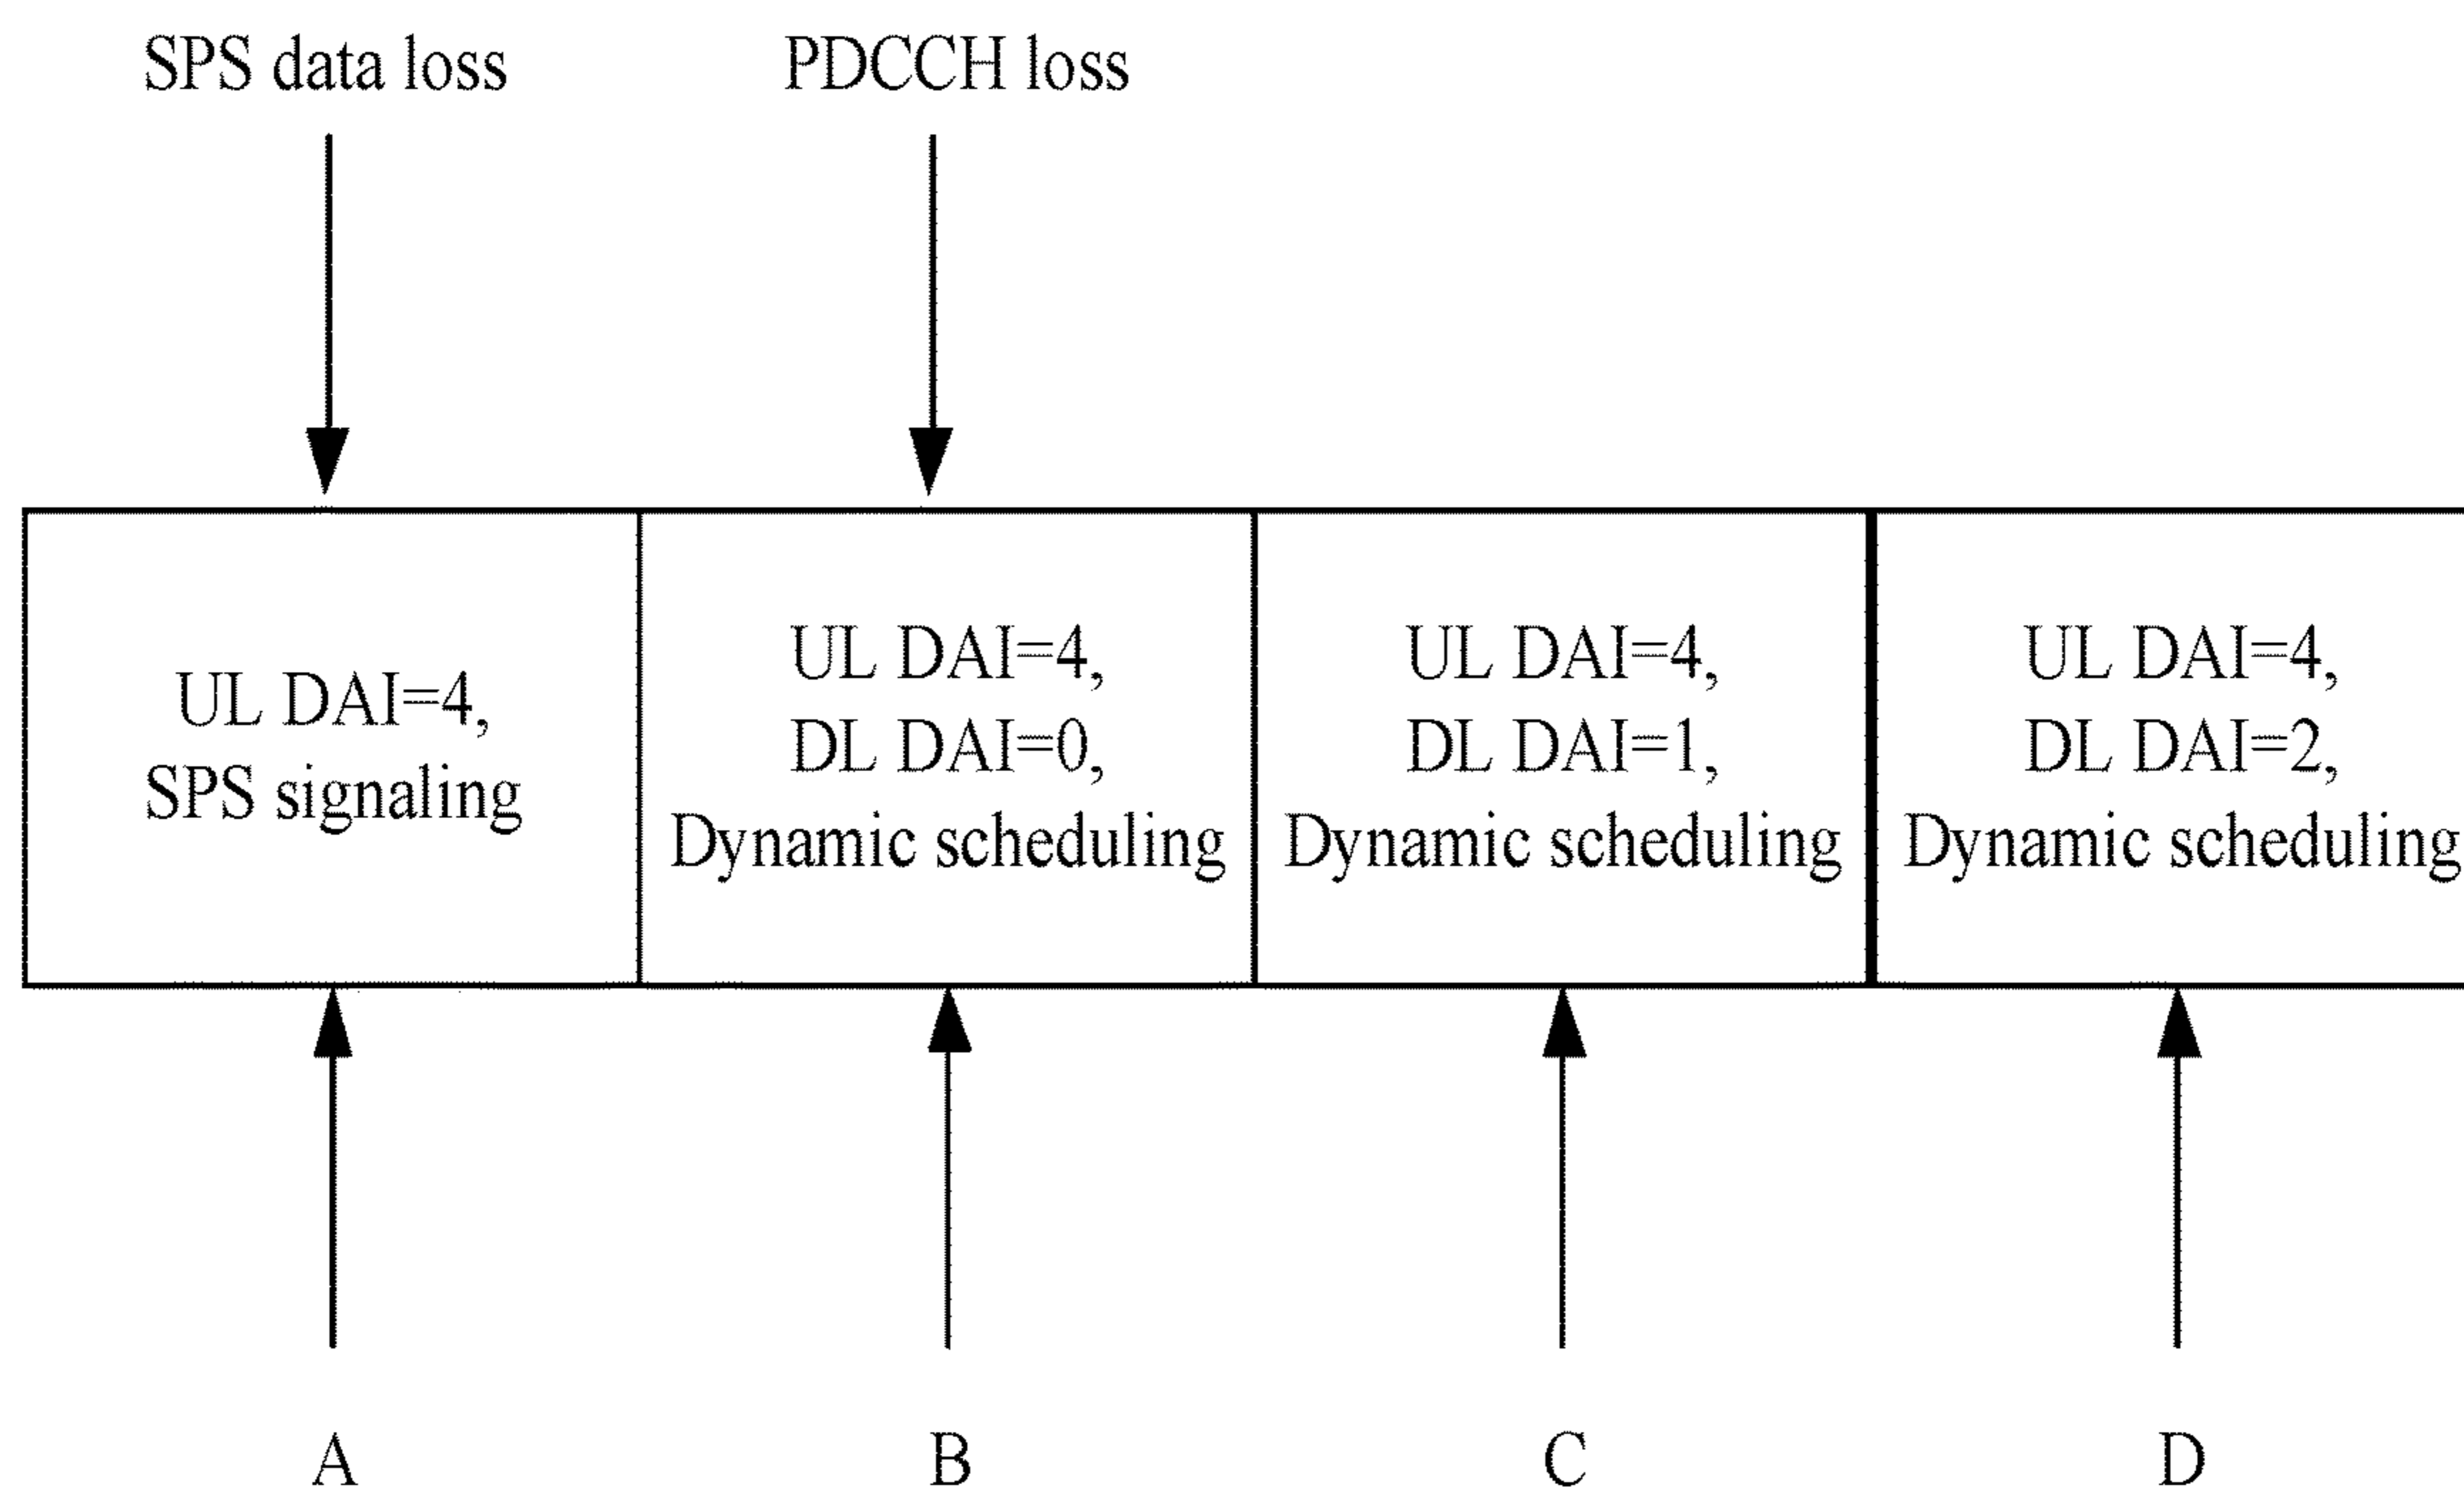 SPS data loss
PDCCH loss
UL DAI=4,
SPS signaling
UL DAI=4,
DL DAI=0,
Dynamic scheduling
UL DAI=4,
DL DAI=1,
Dynamic scheduling
UL DAI=4,
DL DAI=2,
Dynamic scheduling
A
B
C
D